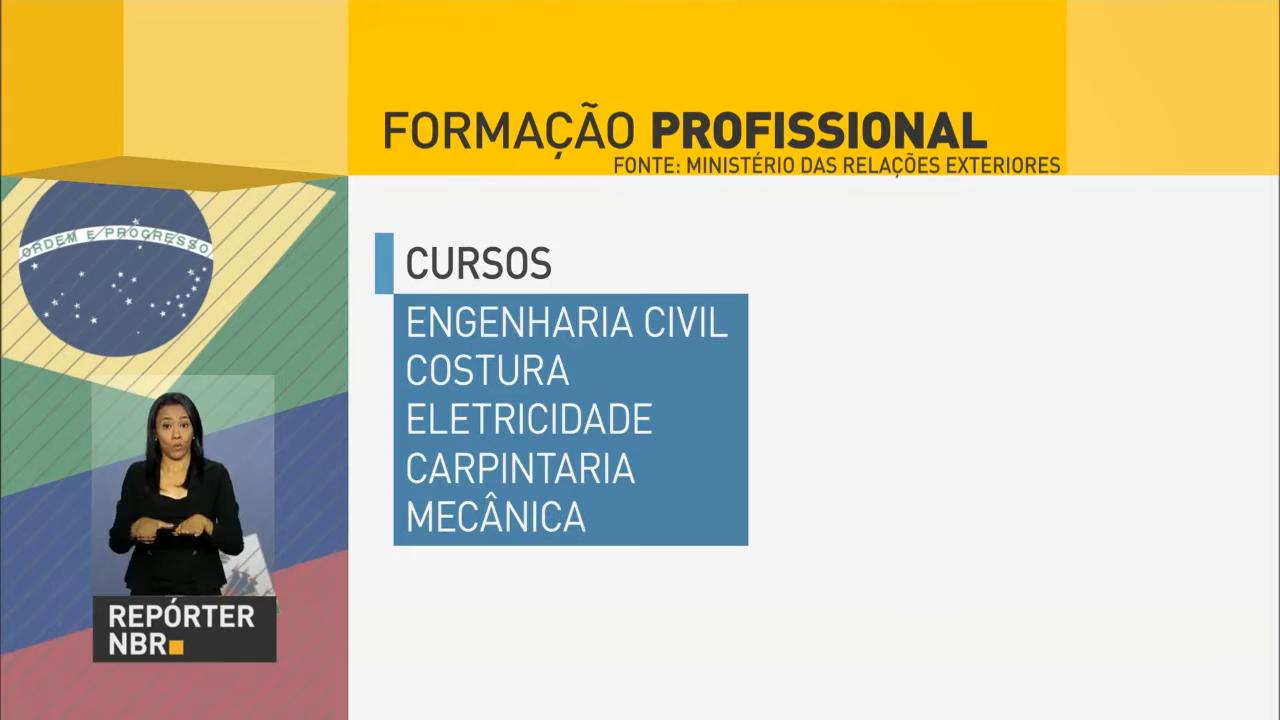 FORMAÇÃO PROFISSIONAL
FONTE: MINISTÉRIO DAS RELAÇÕES EXTERIORES
ORDEM E PROGRESSO
CURSOS
ENGENHARIA CIVIL
COSTURA
ELETRICIDADE
CARPINTARIA
MECÂNICA
REPÓRTER
NBR